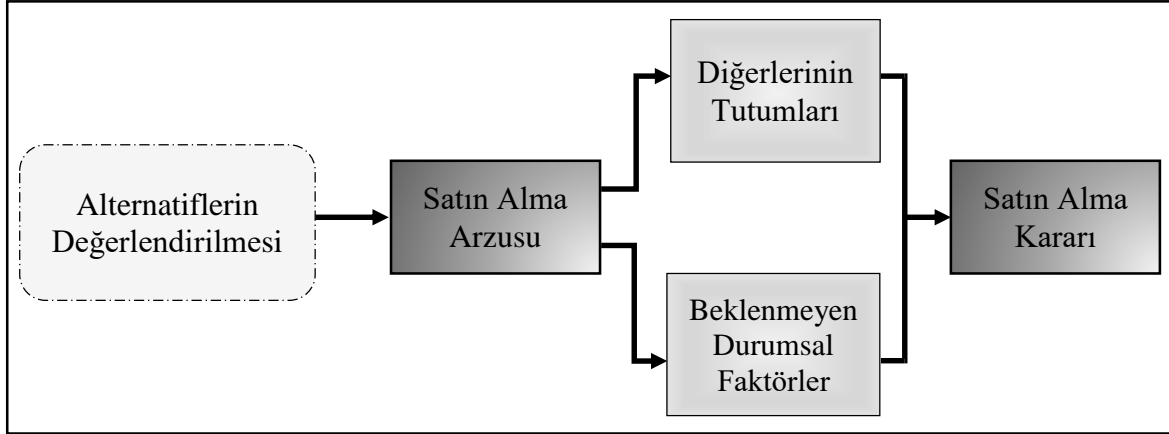 Alternatiflerin
Değerlendirilmesi
Satın Alma
Arzusu
Diğerlerinin
Tutumları
Beklenmeyen
Durumsal
Faktörler
Satın Alma
Kararı